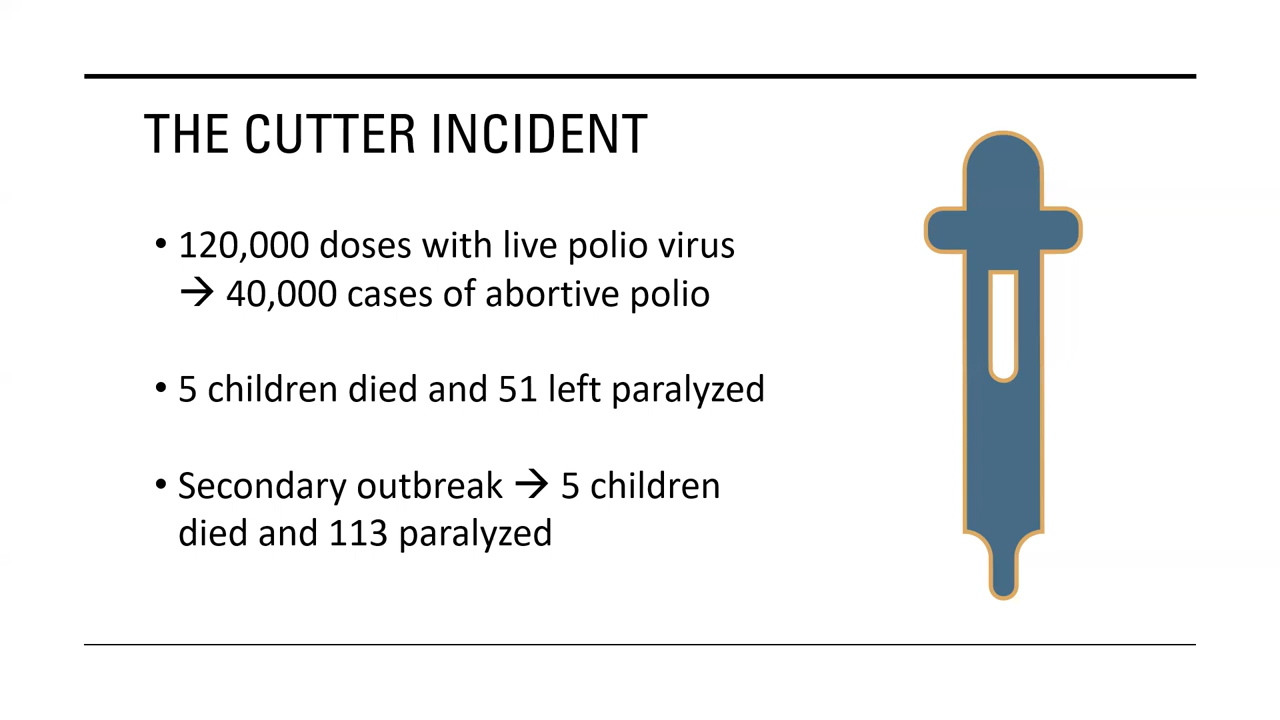 THE CUTTER INCIDENT
• 120,000 doses with live polio virus
→ 40,000 cases of abortive polio
• 5 children died and 51 left paralyzed
• Secondary outbreak → 5 children
died and 113 paralyzed